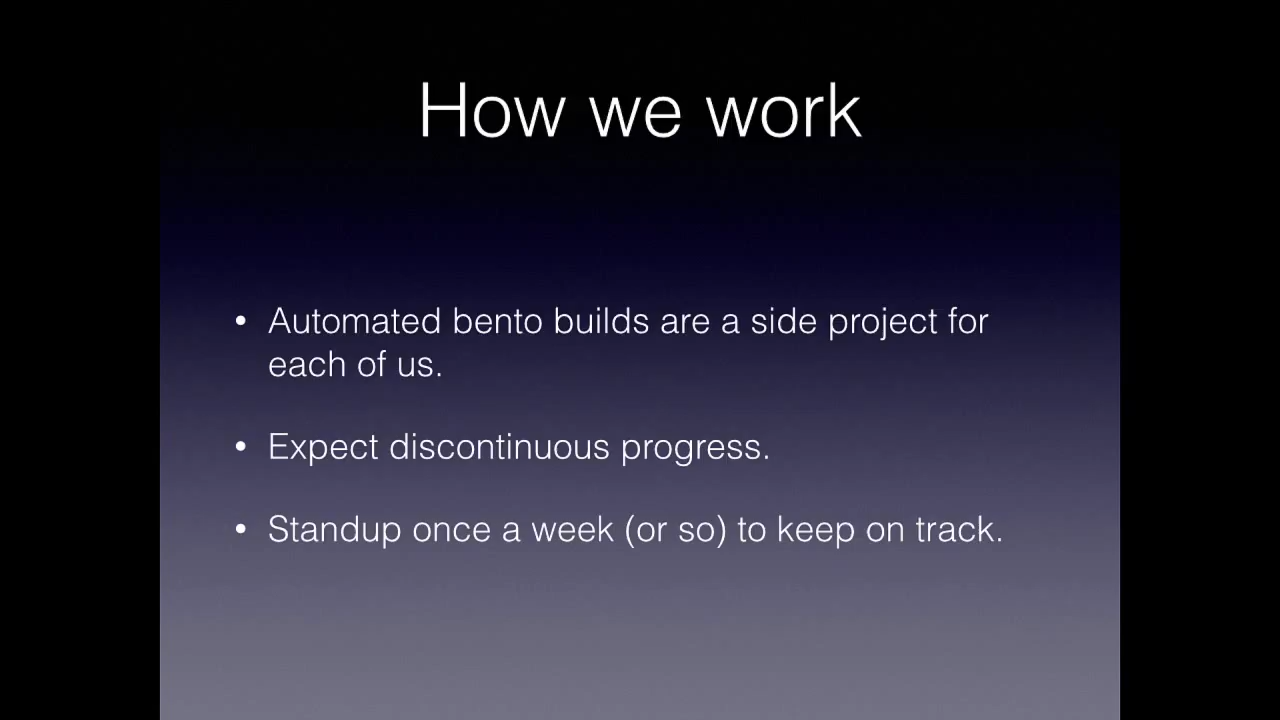 How we work
• Automated bento builds are a side project for
each of us.
• Expect discontinuous progress.
• Standup once a week (or so) to keep on track.